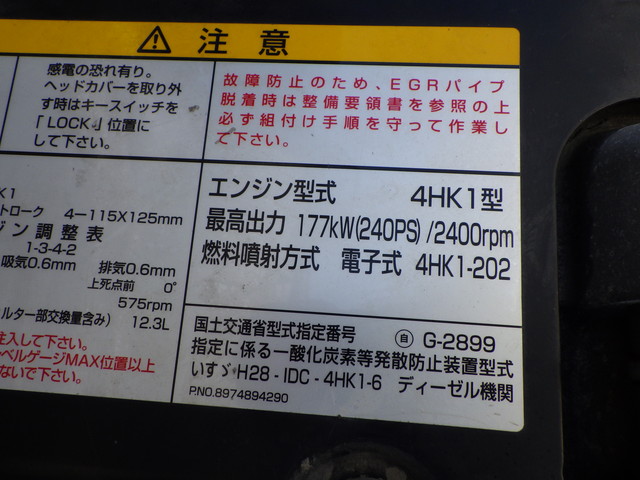 ⚠ 注意
感電の恐れ有り。
ヘッドカバーを取り外
す時はキースイッチを
「LOCK」位置に
して下さい。
故障防止のため、EGRパイプ
脱着時は整備要領書を参照の上
必ず組付け手順を守って作業し
て下さい。
K1
トローク 4－115X125mm
ジン調整表
1-3-4-2
吸気0.6mm 排気0.6mm
上死点前 0°
575rpm
ルター部交換量含み) 12.3L
注入して下さい。
ベルゲージMAX位置以上
ないで下さい。
エンジン型式 4HK1型
最高出力 177kW(240PS)/2400rpm
燃料噴射方式 電子式 4HK1-202
国土交通省型式指定番号 自 G-2899
指定に係る一酸化炭素等発散防止装置型式
いすゞH28-IDC-4HK1-6 ディーゼル機関
P.NO.8974894290